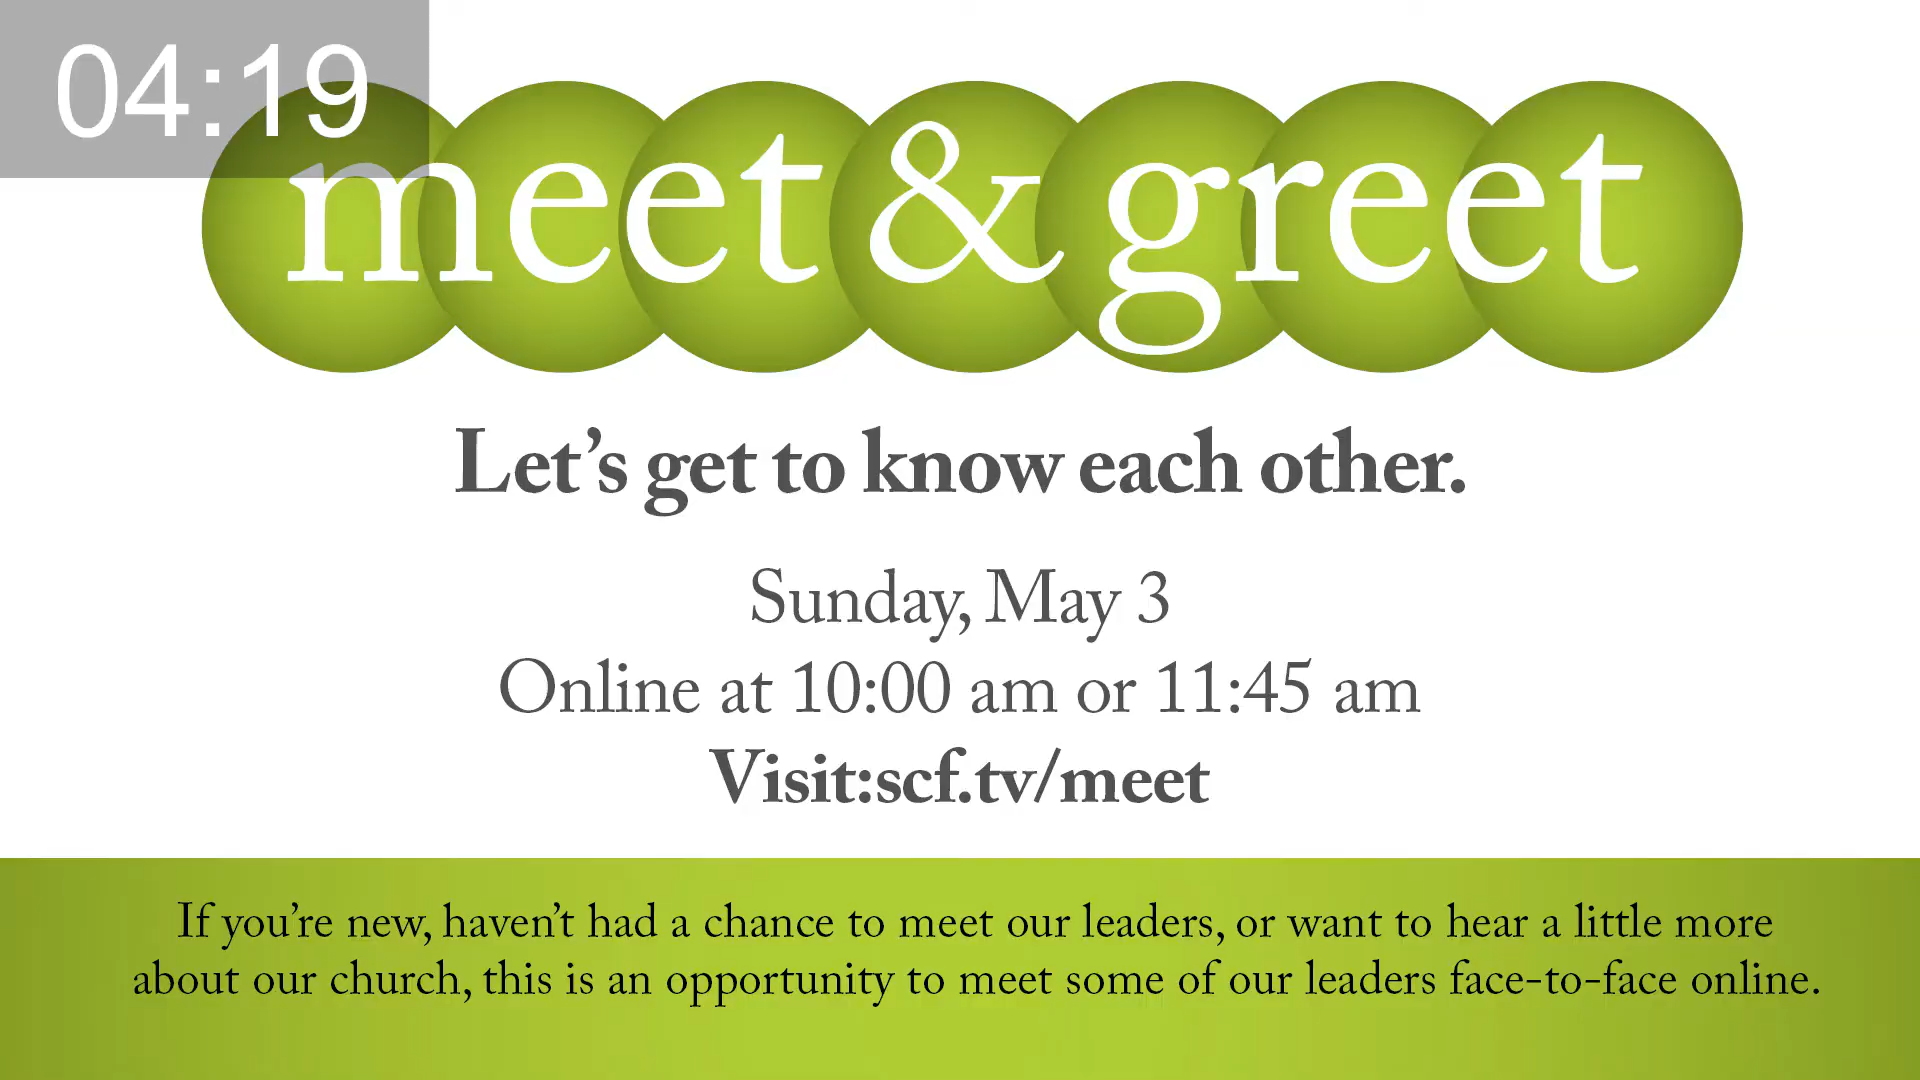 04:19
meet & greet
Let’s get to know each other.
Sunday, May 3
Online at 10:00 am or 11:45 am
Visit:scf.tv/meet
If you’re new, haven’t had a chance to meet our leaders, or want to hear a little more
about our church, this is an opportunity to meet some of our leaders face-to-face online.